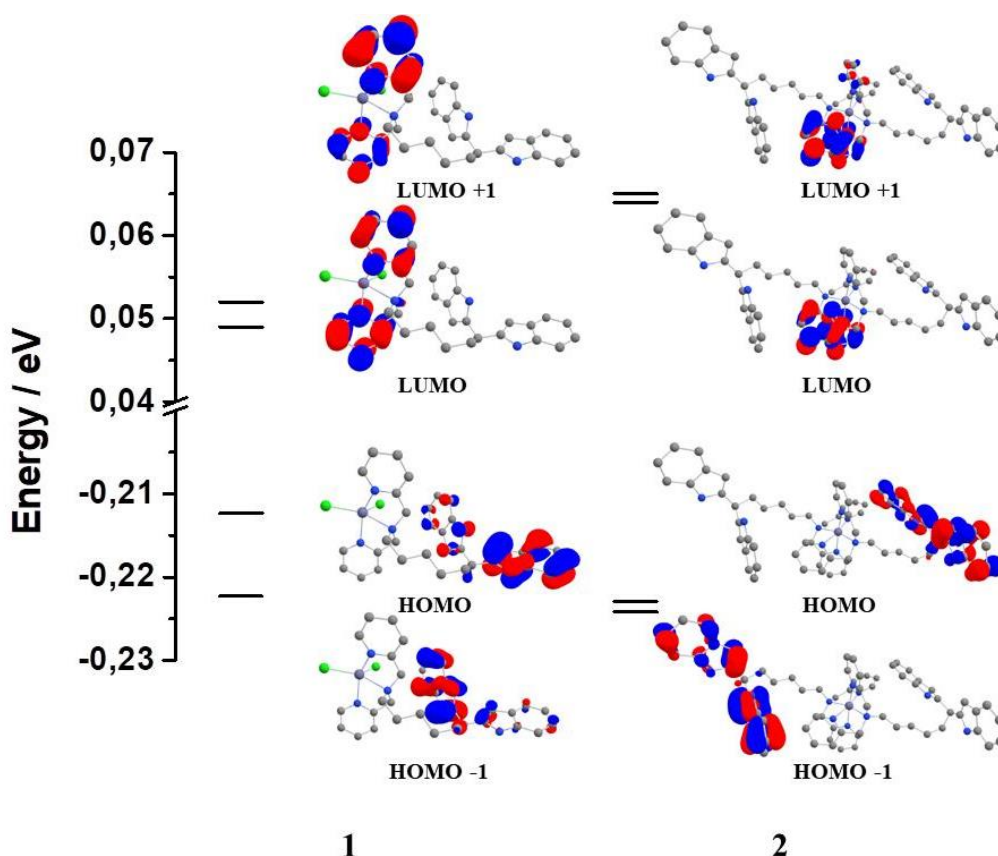 Energy / eV
0,07
0,06
0,05
0,04
-0,21
-0,22
-0,23
LUMO +1
LUMO +1
LUMO
LUMO
HOMO
HOMO
HOMO -1
HOMO -1
1
2